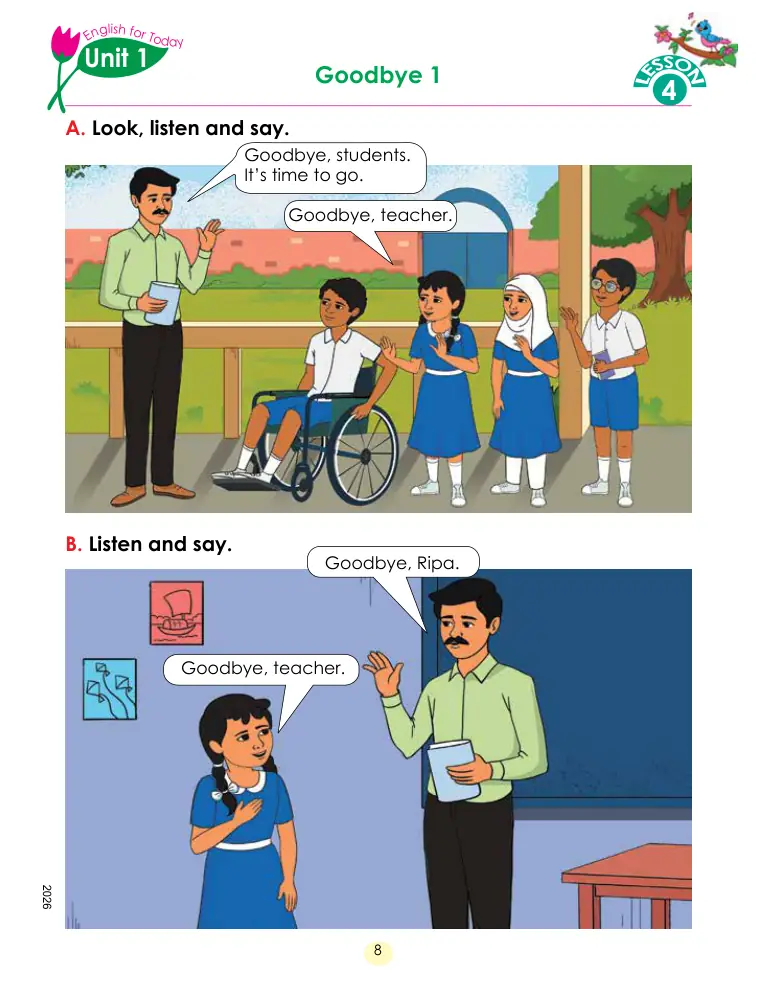 English for Today
Unit 1
Goodbye 1
LESSON
4
A. Look, listen and say.
Goodbye, students.
It's time to go.
Goodbye, teacher.
B. Listen and say.
Goodbye, Ripa.
Goodbye, teacher.
2026
8